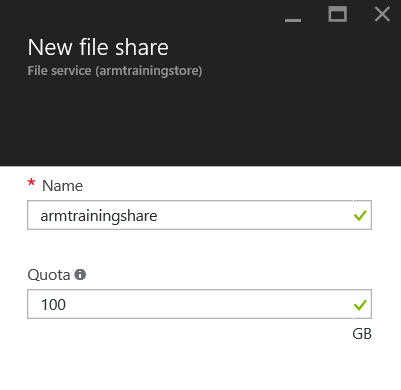 New file share
File service (armtrainingstore)
* Name
armtrainingshare
Quota
100
GB